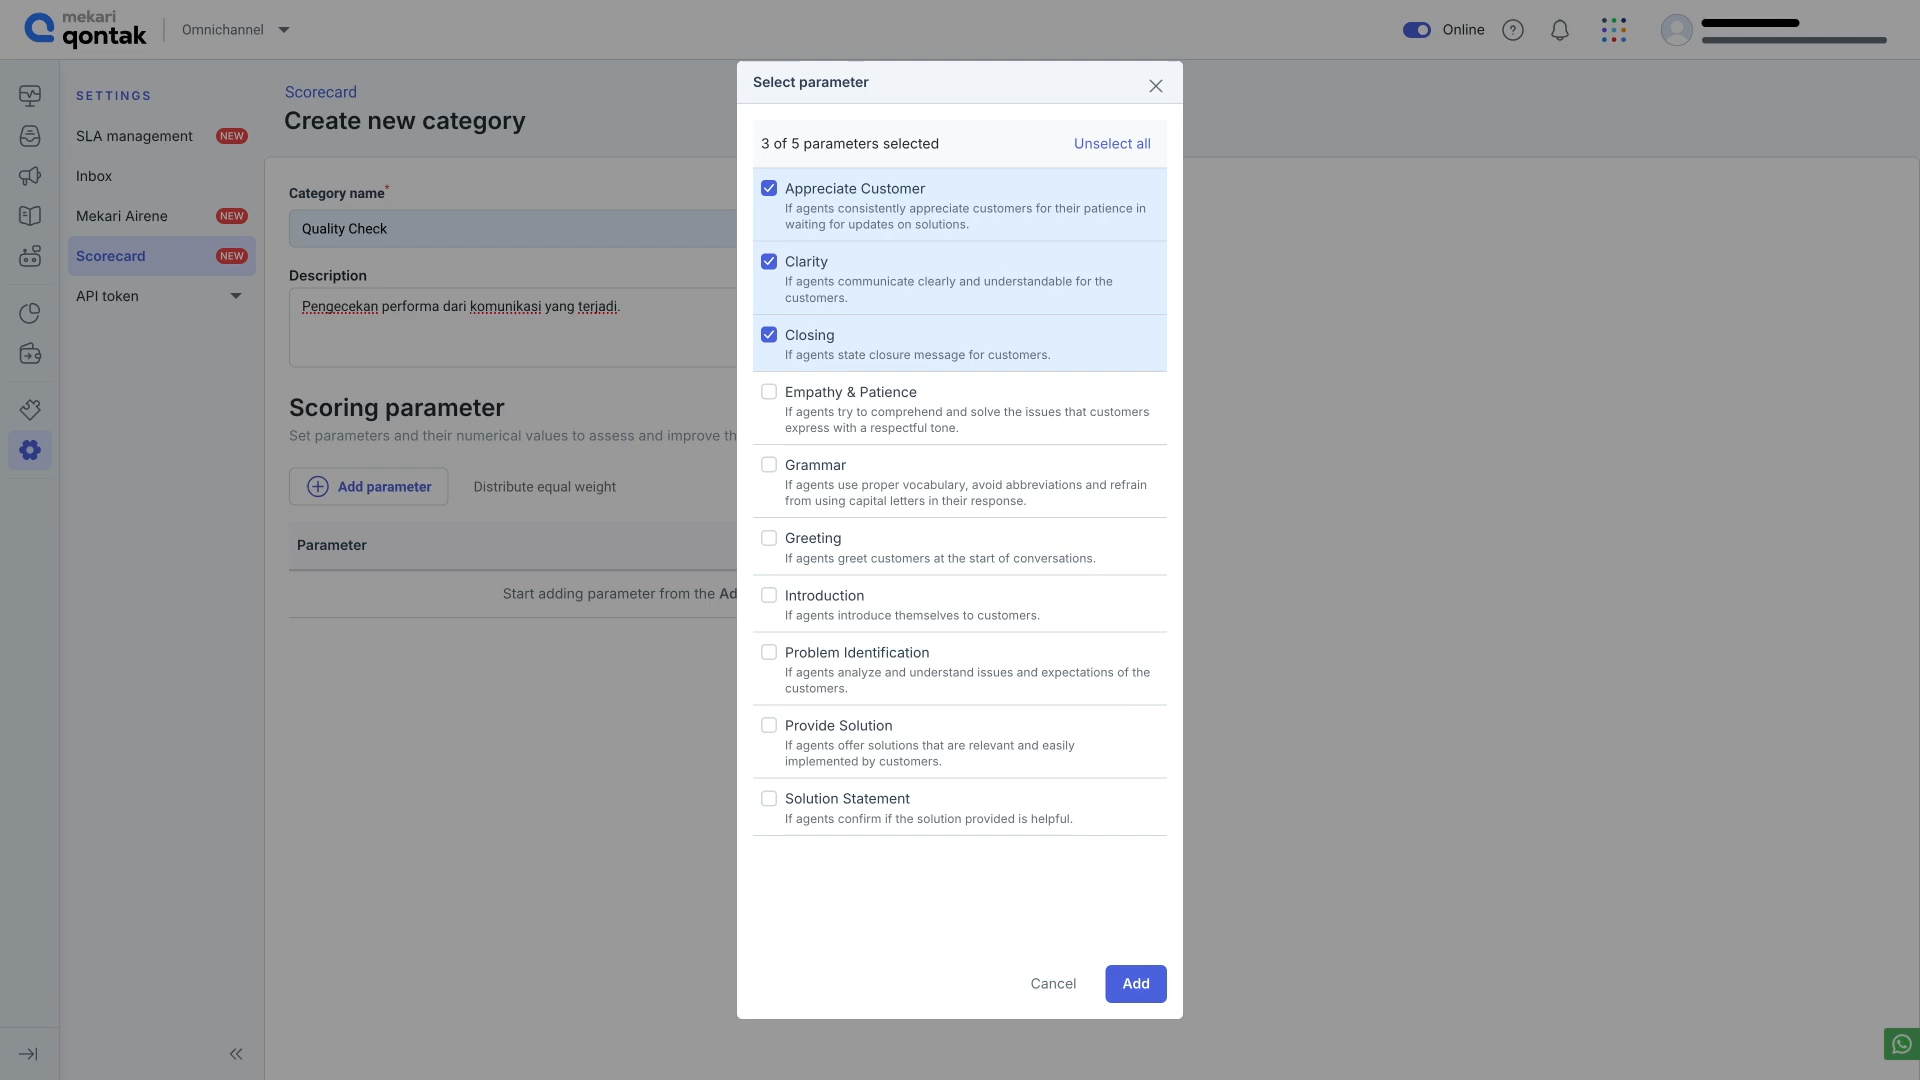 mekari
qontak
Omnichannel
Online
SETTINGS
SLA management NEW
Inbox
Mekari Airene NEW
Scorecard NEW
API token
Scorecard
Create new category
Category name*
Quality Check
Description
Pengecekan performa dari komunikasi yang terjadi.
Scoring parameter
Set parameters and their numerical values to assess and improve th
Add parameter
Distribute equal weight
Parameter
Start adding parameter from the Ad
Select parameter
3 of 5 parameters selected
Unselect all
Appreciate Customer
If agents consistently appreciate customers for their patience in
waiting for updates on solutions.
Clarity
If agents communicate clearly and understandable for the
customers.
Closing
If agents state closure message for customers.
Empathy & Patience
If agents try to comprehend and solve the issues that customers
express with a respectful tone.
Grammar
If agents use proper vocabulary, avoid abbreviations and refrain
from using capital letters in their response.
Greeting
If agents greet customers at the start of conversations.
Introduction
If agents introduce themselves to customers.
Problem Identification
If agents analyze and understand issues and expectations of the
customers.
Provide Solution
If agents offer solutions that are relevant and easily
implemented by customers.
Solution Statement
If agents confirm if the solution provided is helpful.
Cancel
Add